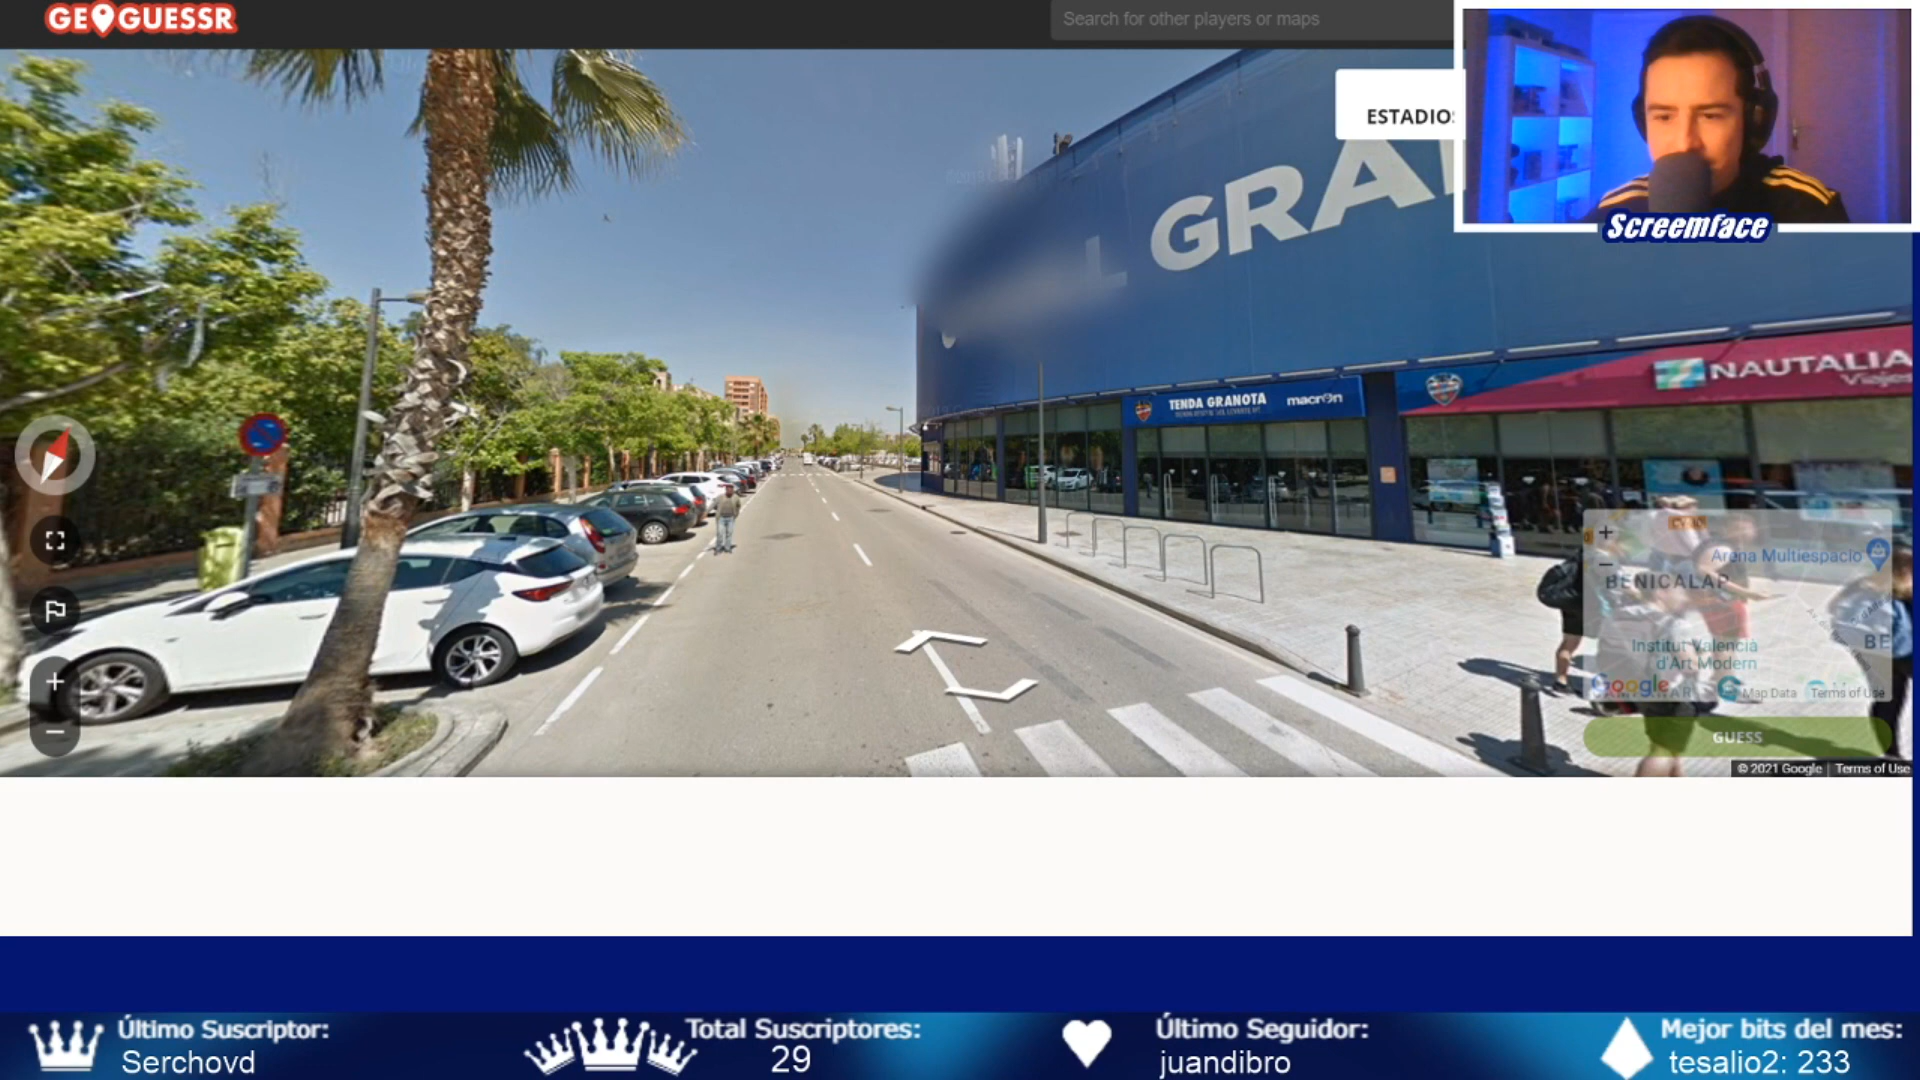 GEOGUESSR
Search for other players or maps
ESTADIOS
L GRA
Screemface
TENDA GRANOTA
macron
NAUTALIA
Viajes
Arena Multiespacio
BENICALAP
BE
Institut Valencià
d'Art Modern
Google
Map Data
Terms of Use
GUESS
© 2021 Google
Terms of Use
Último Suscriptor:
Serchovd
Total Suscriptores:
29
Último Seguidor:
juandibro
Mejor bits del mes:
tesalio2: 233